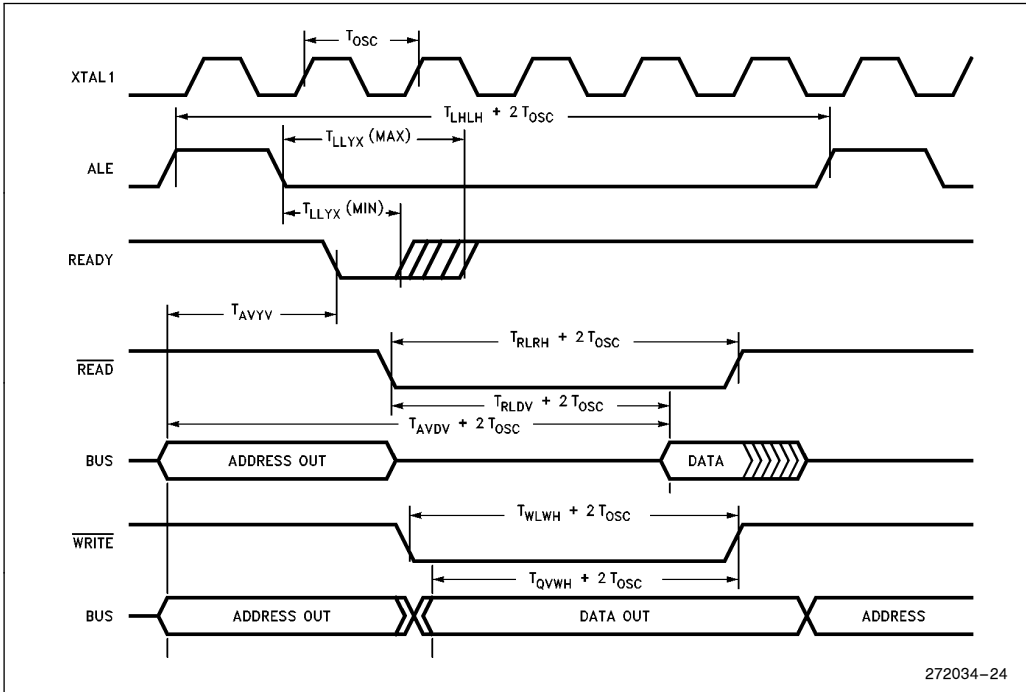 T_OSC
XTAL1
T_LHLH + 2 T_OSC
T_LLYX (MAX)
ALE
T_LLYX (MIN)
READY
T_AVYV
T_RLRH + 2 T_OSC
READ
T_RLDV + 2 T_OSC
T_AVDV + 2 T_OSC
BUS ADDRESS OUT DATA
T_WLWH + 2 T_OSC
WRITE
T_QVWH + 2 T_OSC
BUS ADDRESS OUT DATA OUT ADDRESS
272034-24